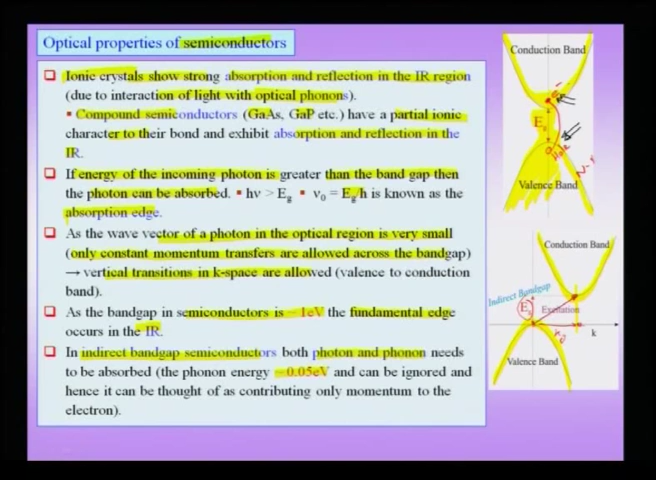 Optical properties of semiconductors
Ionic crystals show strong absorption and reflection in the IR region
(due to interaction of light with optical phonons).
▪ Compound semiconductors (GaAs, GaP etc.) have a partial ionic
character to their bond and exhibit absorption and reflection in the
IR.
If energy of the incoming photon is greater than the band gap then
the photon can be absorbed. ▪ hν > Eg ▪ ν0 = Eg/h is known as the
absorption edge.
As the wave vector of a photon in the optical region is very small
(only constant momentum transfers are allowed across the bandgap)
→ vertical transitions in k-space are allowed (valence to conduction
band).
As the bandgap in semiconductors is ~ 1eV the fundamental edge
occurs in the IR.
In indirect bandgap semiconductors both photon and phonon needs
to be absorbed (the phonon energy ~0.05eV and can be ignored and
hence it can be thought of as contributing only momentum to the
electron).
Conduction Band
e-
Eg
Hole
Valence Band
Conduction Band
Indirect Bandgap
Eg
Excitation
k
Valence Band